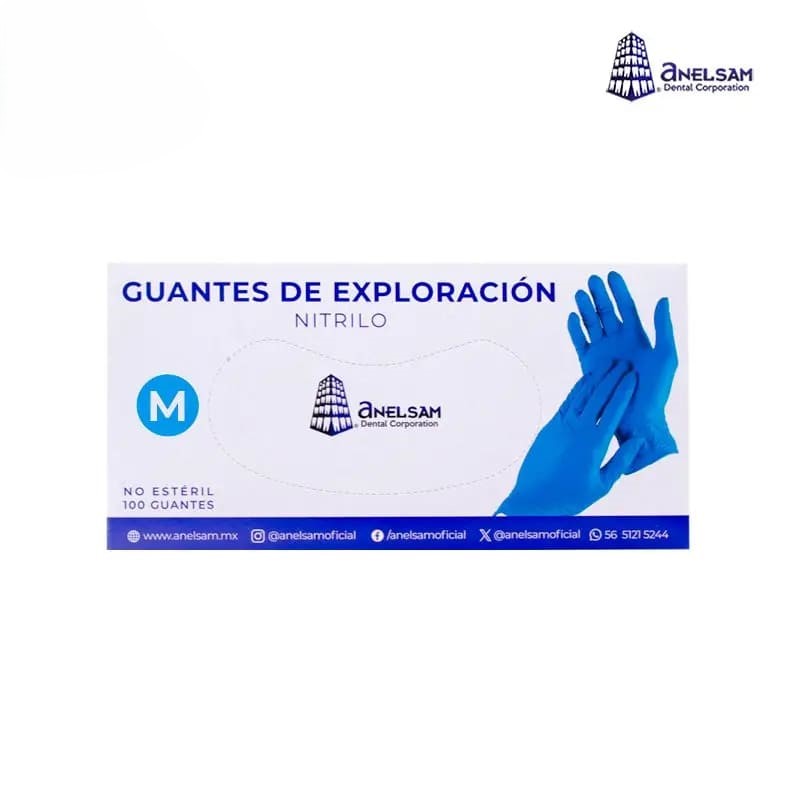 ANELSAM
Dental Corporation
GUANTES DE EXPLORACIÓN
NITRILO
M
ANELSAM
Dental Corporation
NO ESTÉRIL
100 GUANTES
www.anelsam.mx @anelsamoficial /anelsamoficial @anelsamoficial 56 5121 5244